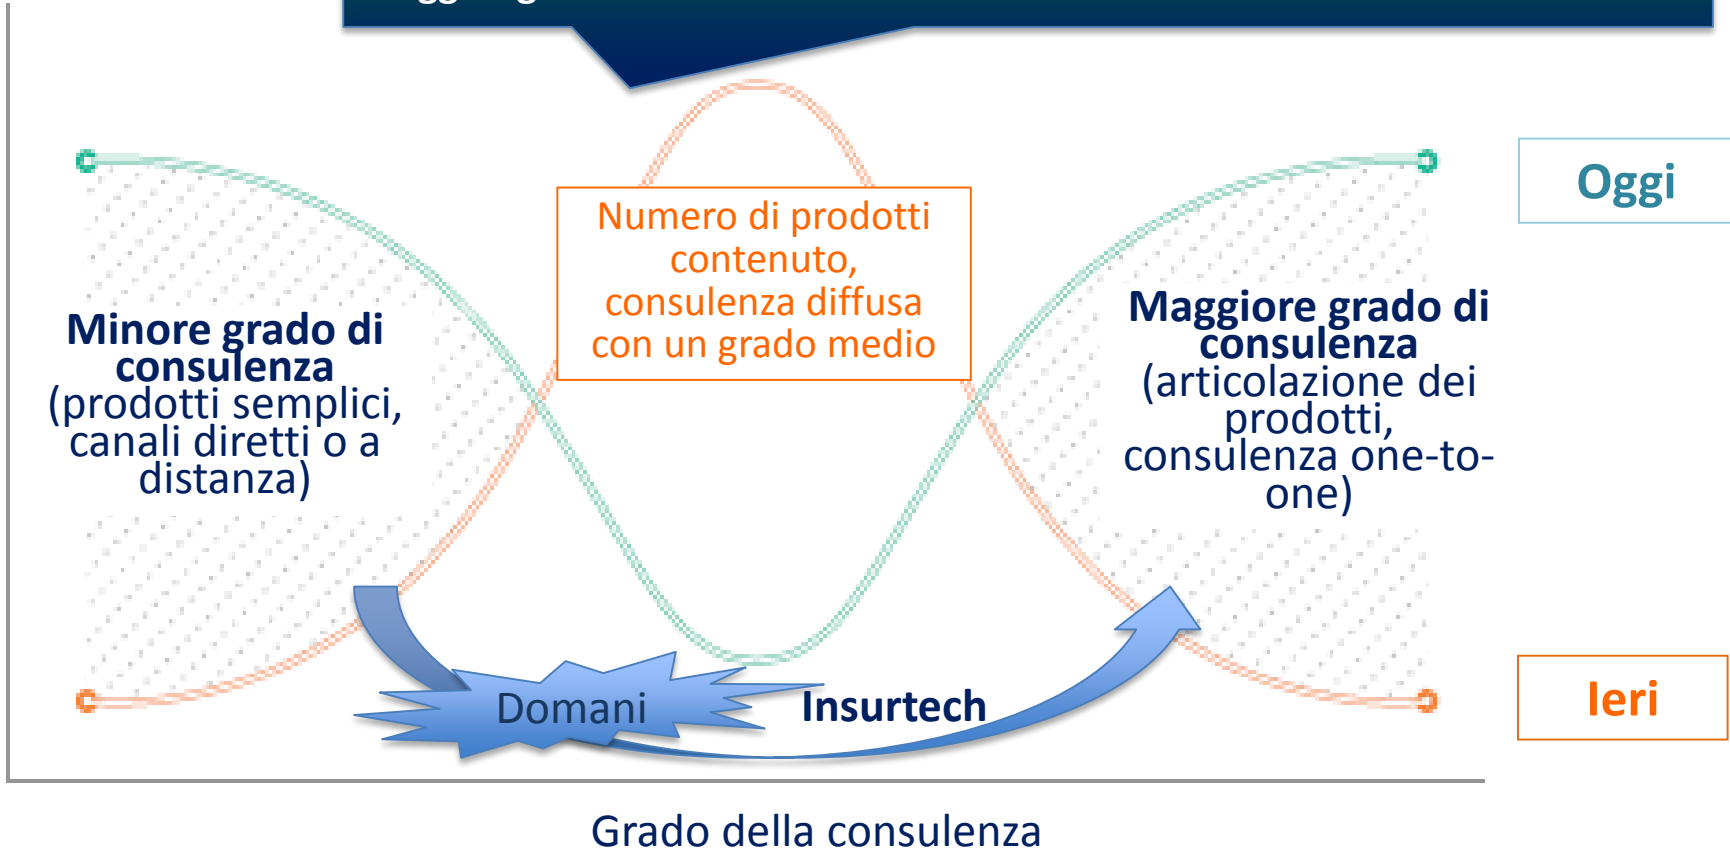 Oggi
Numero di prodotti
contenuto,
consulenza diffusa
con un grado medio
Minore grado di
consulenza
(prodotti semplici,
canali diretti o a
distanza)
Maggiore grado di
consulenza
(articolazione dei
prodotti,
consulenza one-to-
one)
Domani
Insurtech
Ieri
Grado della consulenza